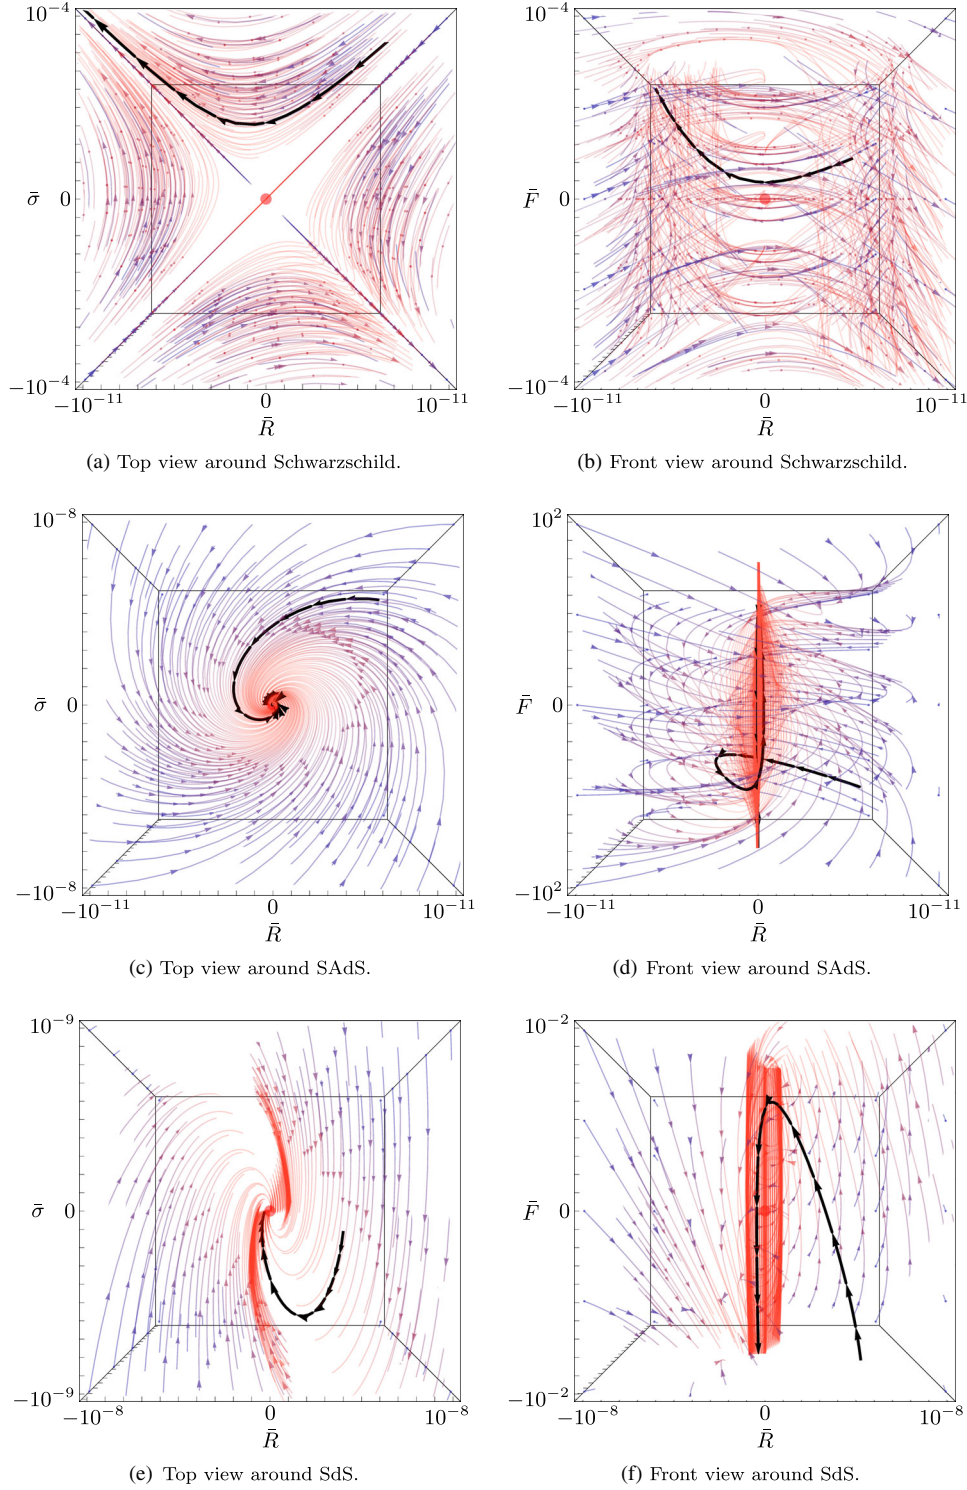 10⁻⁴
σ̄
0
−10⁻⁴
−10⁻¹¹
0
10⁻¹¹
R̄
(a) Top view around Schwarzschild.
10⁻⁴
F̄
0
−10⁻⁴
−10⁻¹¹
0
10⁻¹¹
R̄
(b) Front view around Schwarzschild.
10⁻⁸
σ̄
0
−10⁻⁸
−10⁻¹¹
0
10⁻¹¹
R̄
(c) Top view around SAdS.
10²
F̄
0
−10²
−10⁻¹¹
0
10⁻¹¹
R̄
(d) Front view around SAdS.
10⁻⁹
σ̄
0
−10⁻⁹
−10⁻⁸
0
10⁻⁸
R̄
(e) Top view around SdS.
10⁻²
F̄
0
−10⁻²
−10⁻⁸
0
10⁻⁸
R̄
(f) Front view around SdS.